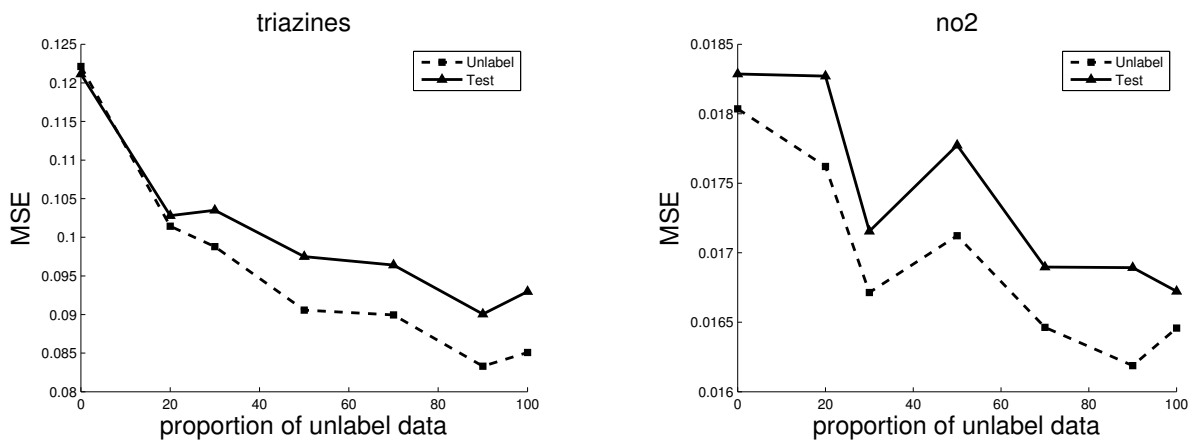 triazines
0.125
0.12
0.115
0.11
0.105
0.1
0.095
0.09
0.085
0.08
MSE
Unlabel
Test
0 20 40 60 80 100
proportion of unlabel data
no2
0.0185
0.018
0.0175
0.017
0.0165
0.016
MSE
Unlabel
Test
0 20 40 60 80 100
proportion of unlabel data